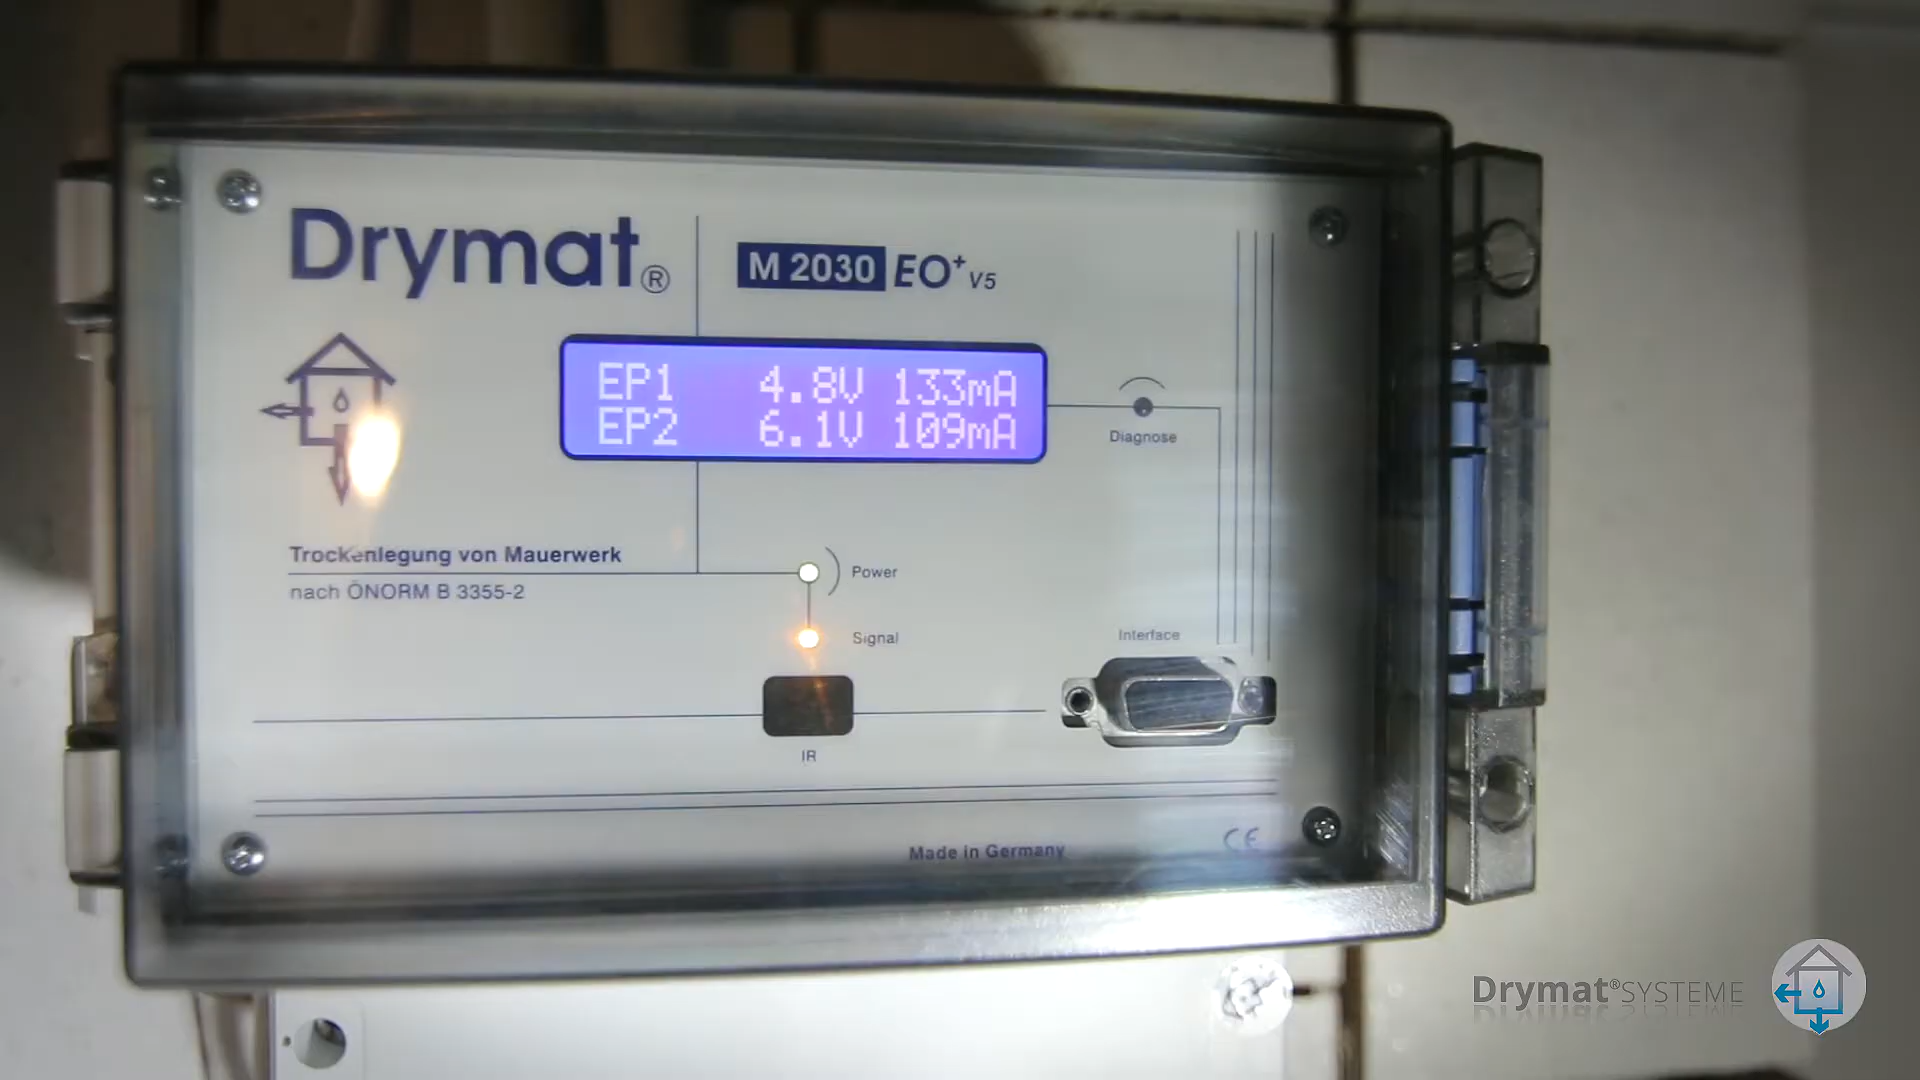 Drymat®
M 2030 EO+ V5
EP1 4.8V 133mA
EP2 6.1V 109mA
Diagnose
Trockenlegung von Mauerwerk
nach ÖNORM B 3355-2
Power
Signal
Interface
IR
Made in Germany
CE
Drymat®SYSTEME